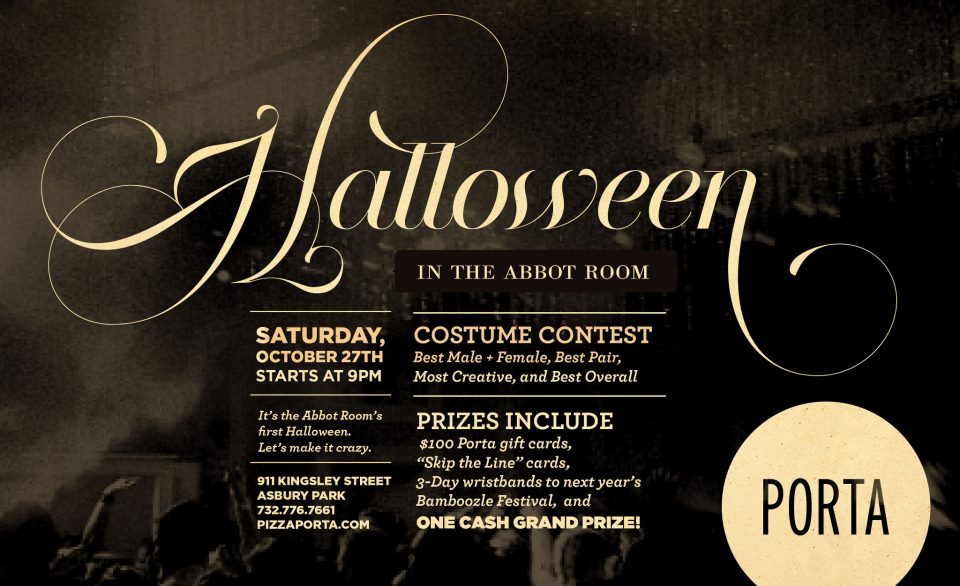 Halloween
IN THE ABBOT ROOM
SATURDAY,
OCTOBER 27TH
STARTS AT 9PM
It's the Abbot Room's
first Halloween.
Let's make it crazy.
911 KINGSLEY STREET
ASBURY PARK
732.776.7661
PIZZAPORTA.COM
COSTUME CONTEST
Best Male + Female, Best Pair,
Most Creative, and Best Overall
PRIZES INCLUDE
$100 Porta gift cards,
“Skip the Line” cards,
3-Day wristbands to next year's
Bamboozle Festival, and
ONE CASH GRAND PRIZE!
PORTA